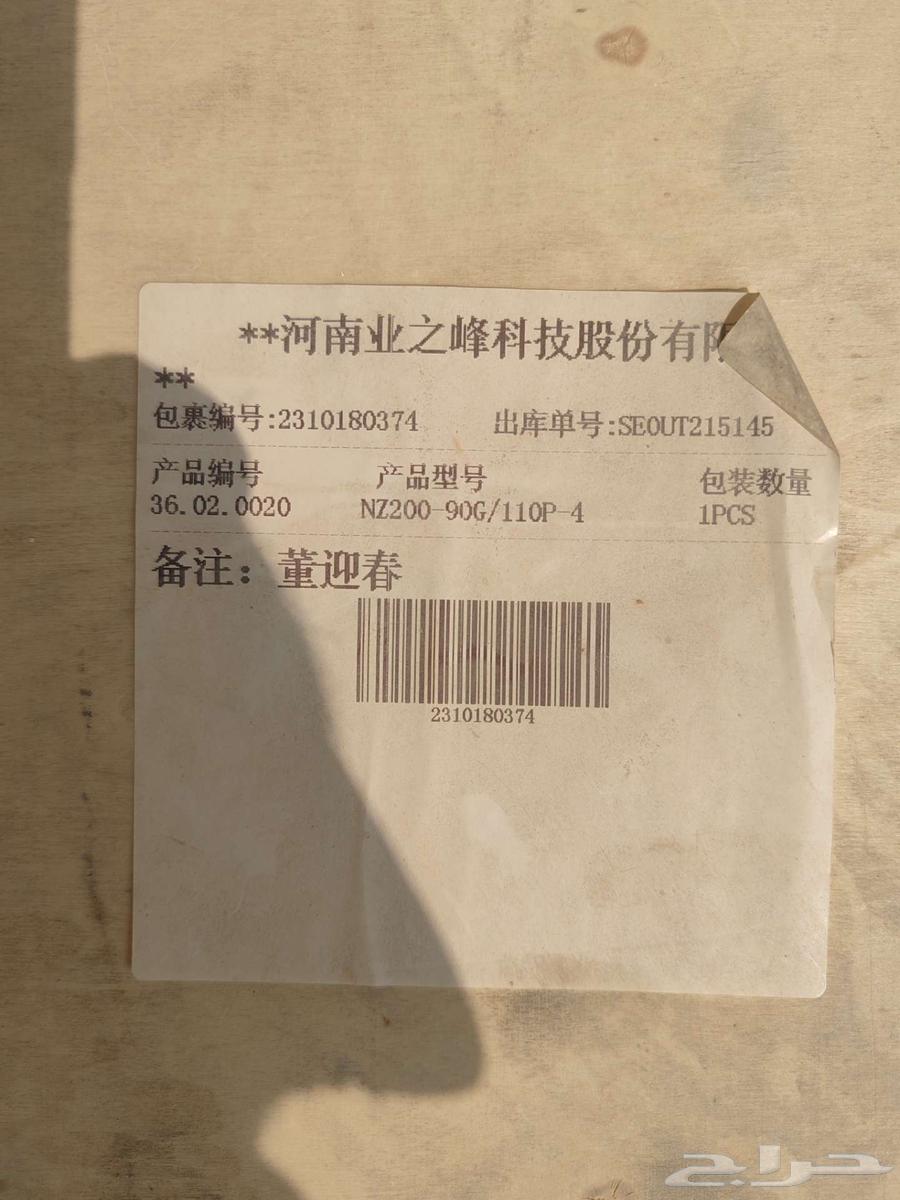 **河南业之峰科技股份有限
**
包裹编号:2310180374 出库单号:SEOUT215145
产品编号 产品型号 包装数量
36.02.0020 NZ200-90G/110P-4 1PCS
备注: 董迎春
2310180374
حراج